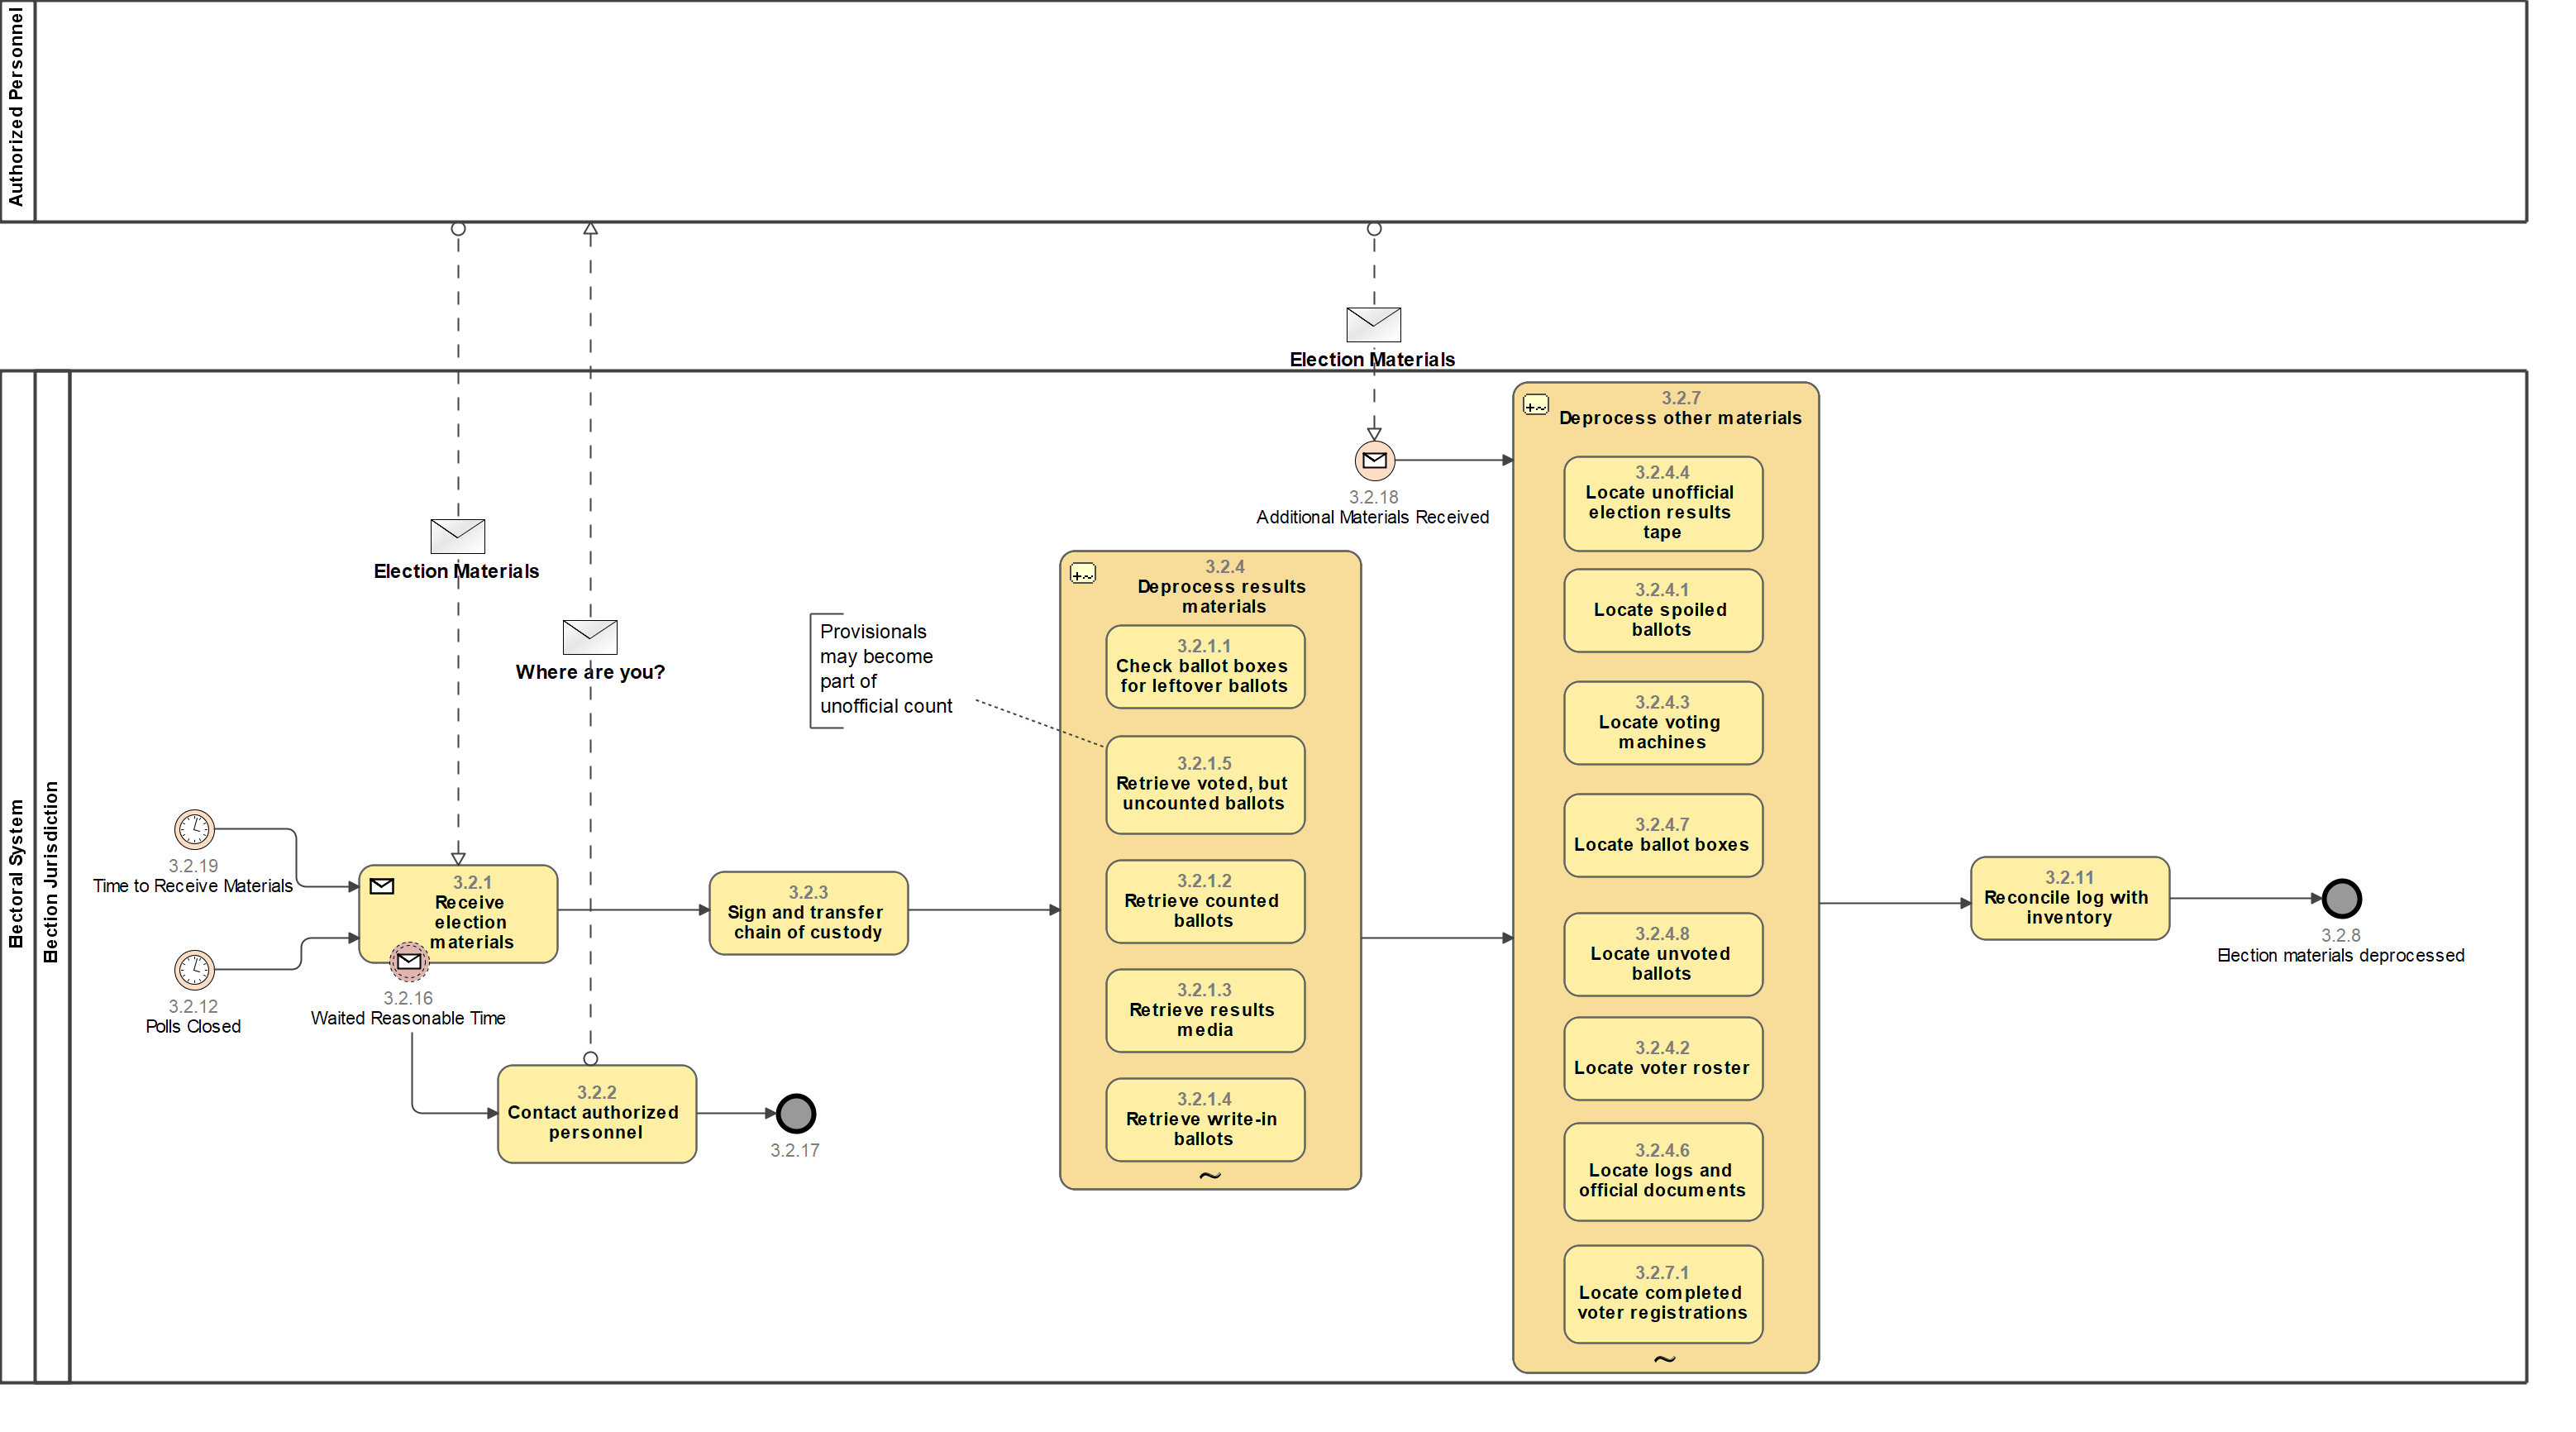 Authorized Personnel
Election Materials
Electoral System
Election Jurisdiction
3.2.7
Deprocess other materials
3.2.4.4
Locate unofficial
election results
tape
3.2.18
Additional Materials Received
Election Materials
3.2.4
Deprocess results
materials
3.2.4.1
Locate spoiled
ballots
Where are you?
Provisionals
may become
part of
unofficial count
3.2.1.1
Check ballot boxes
for leftover ballots
3.2.4.3
Locate voting
machines
3.2.1.5
Retrieve voted, but
uncounted ballots
3.2.4.7
Locate ballot boxes
3.2.19
Time to Receive Materials
3.2.1
Receive
election
materials
3.2.3
Sign and transfer
chain of custody
3.2.1.2
Retrieve counted
ballots
3.2.4.8
Locate unvoted
ballots
3.2.11
Reconcile log with
inventory
3.2.8
Election materials deprocessed
3.2.12
Polls Closed
3.2.16
Waited Reasonable Time
3.2.1.3
Retrieve results
media
3.2.4.2
Locate voter roster
3.2.2
Contact authorized
personnel
3.2.17
3.2.1.4
Retrieve write-in
ballots
3.2.4.6
Locate logs and
official documents
3.2.7.1
Locate completed
voter registrations